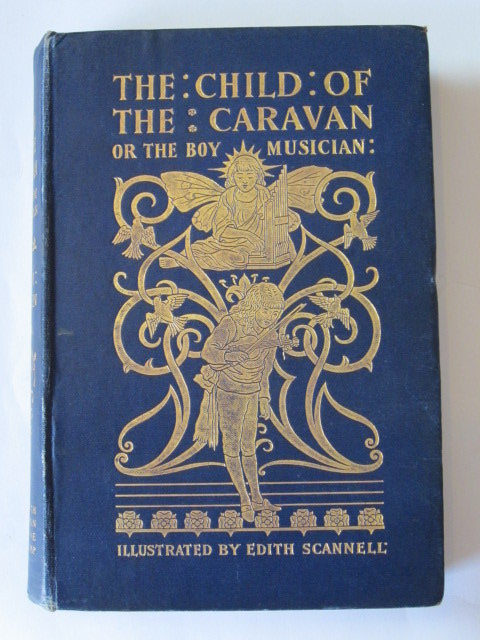 THE : CHILD : OF
THE : CARAVAN
OR THE BOY MUSICIAN :
ILLUSTRATED BY EDITH SCANNELL